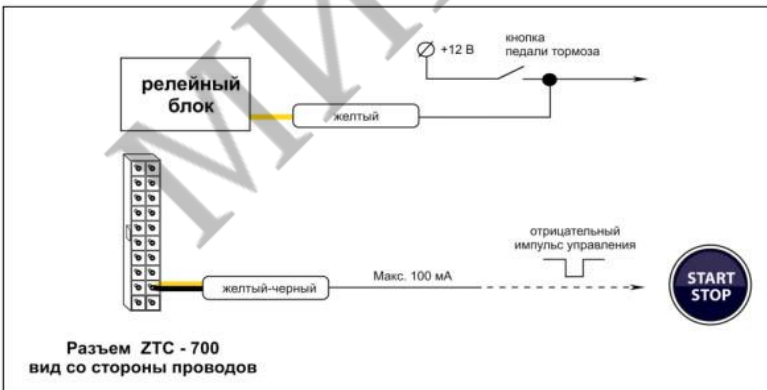 +12 В
кнопка
педали тормоза
релейный
блок
желтый
отрицательный
импульс управления
желтый-черный
Макс. 100 мА
START
STOP
Разъем ZTC - 700
вид со стороны проводов